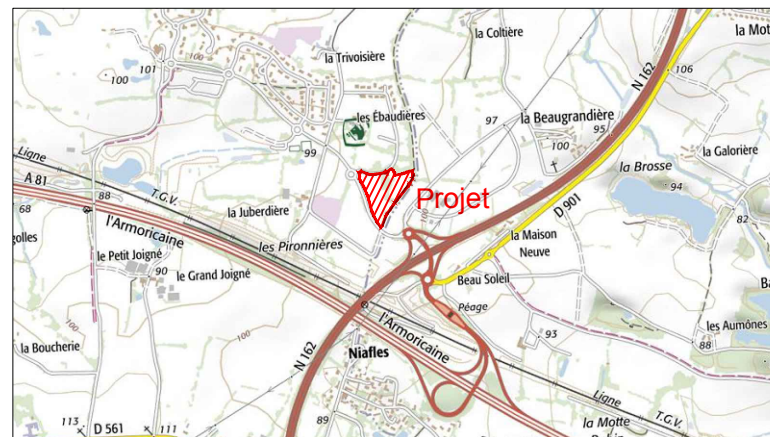 la Coltière
la Mot
la Trivoisière
100
101
106
N 162
97
la Beaugrandière
les Ébaudières
100
95
la Galorière
Ligne
99
la Brosse
94
A 81
T.G.V.
88
Projet
100
D 901
68
l'Armoricaine
la Juberdière
82
golles
les Pironnières
la Maison
Neuve
le Petit Joigné
90
le Grand Joigné
Beau Soleil
Ba
Péage
les Aumônes
l'Armoricaine
93
88
la Boucherie
100
N 162
Niafles
Ligne
T.G.V.
113
D 561
111
89
la Motte